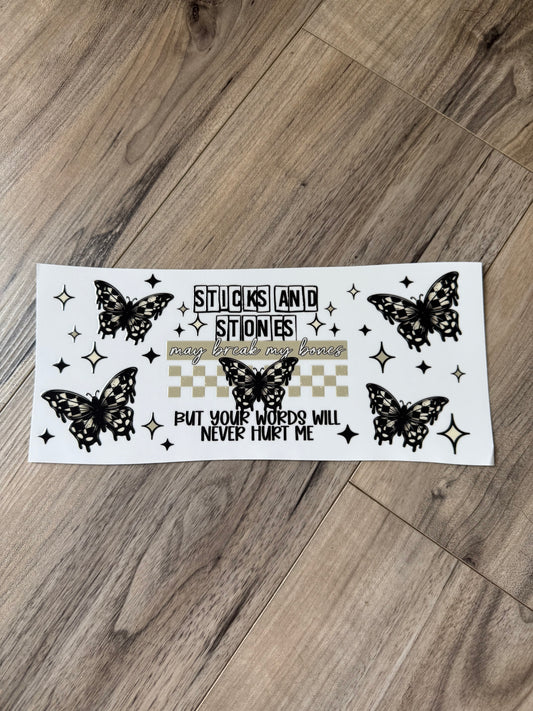 STICKS AND
STONES
may break my bones
BUT YOUR WORDS WILL
NEVER HURT ME